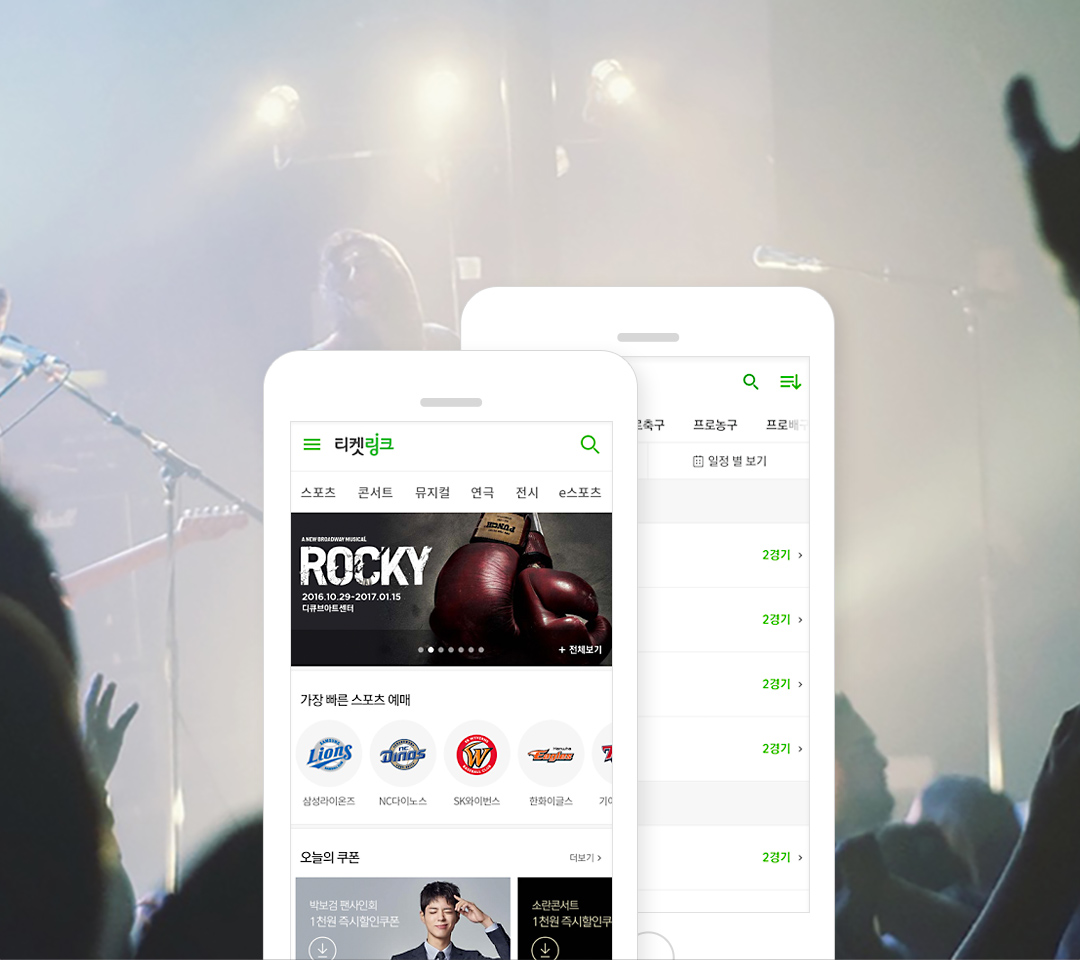 티켓링크
스포츠 콘서트 뮤지컬 연극 전시 e스포츠
A NEW BROADWAY MUSICAL
ROCKY
2016.10.29-2017.01.15
디큐브아트센터
+ 전체보기
가장 빠른 스포츠 예매
Lions
NC
Dinos
W
Hanwha
Eagles
삼성라이온즈 NC다이노스 SK와이번스 한화이글스 기아
오늘의 쿠폰 더보기 >
박보검 팬사인회
1천원 즉시할인쿠폰
소란콘서트
1천원 즉시할인쿠
프로축구 프로농구 프로배구
일정 별 보기
2경기 >
2경기 >
2경기 >
2경기 >
2경기 >